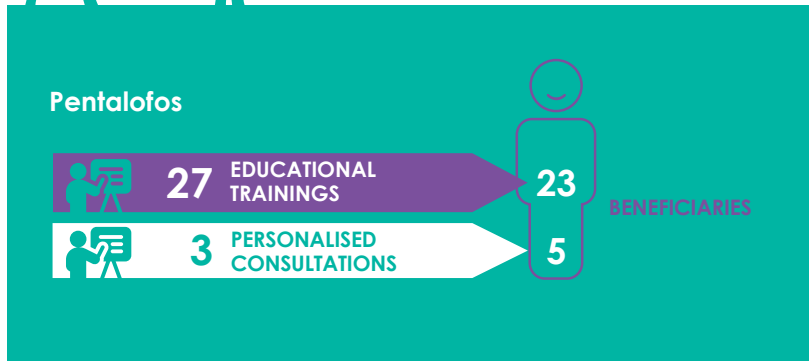 Pentalofos
27 EDUCATIONAL
TRAININGS
23
BENEFICIARIES
3 PERSONALISED
CONSULTATIONS
5